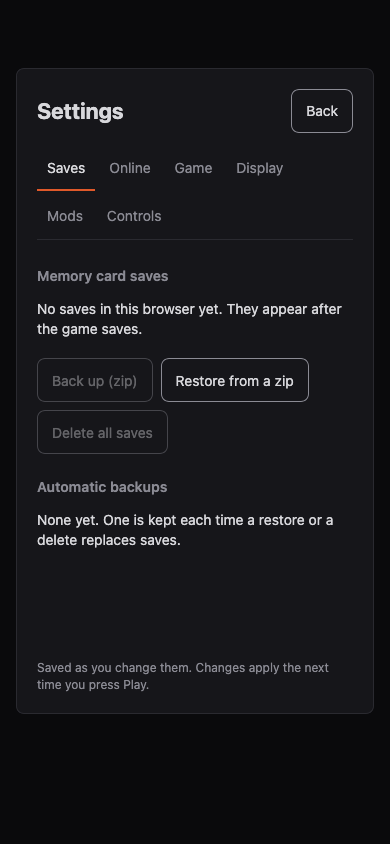 Settings
Back
Saves
Online
Game
Display
Mods
Controls
Memory card saves
No saves in this browser yet. They appear after
the game saves.
Back up (zip)
Restore from a zip
Delete all saves
Automatic backups
None yet. One is kept each time a restore or a
delete replaces saves.
Saved as you change them. Changes apply the next
time you press Play.